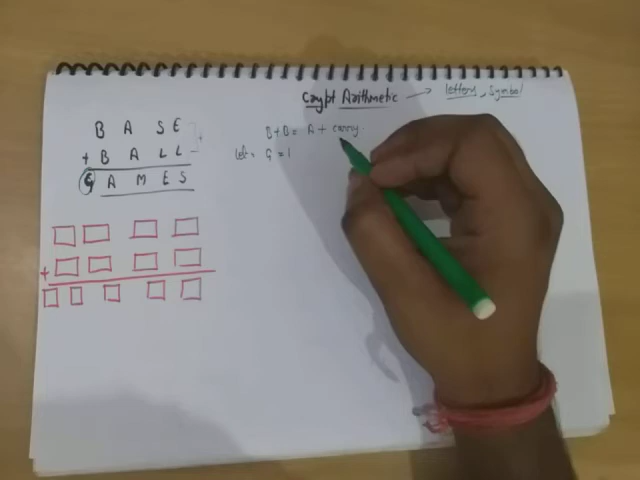 Crypt Arithmetic → letters, Symbol
B A S E
+ B A L L
G A M E S
B+B = A + carry.
let, G = 1
+